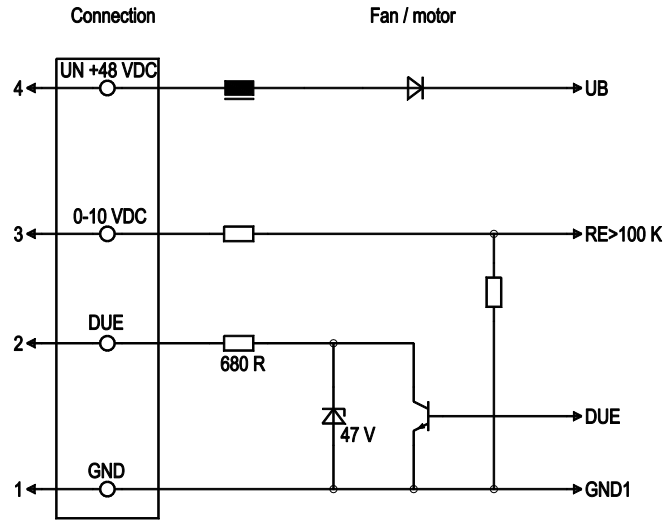 Connection Fan / motor
UN +48 VDC
4 UB
0-10 VDC
3 RE>100 K
DUE
2
680 R
DUE
47 V
GND
1 GND1